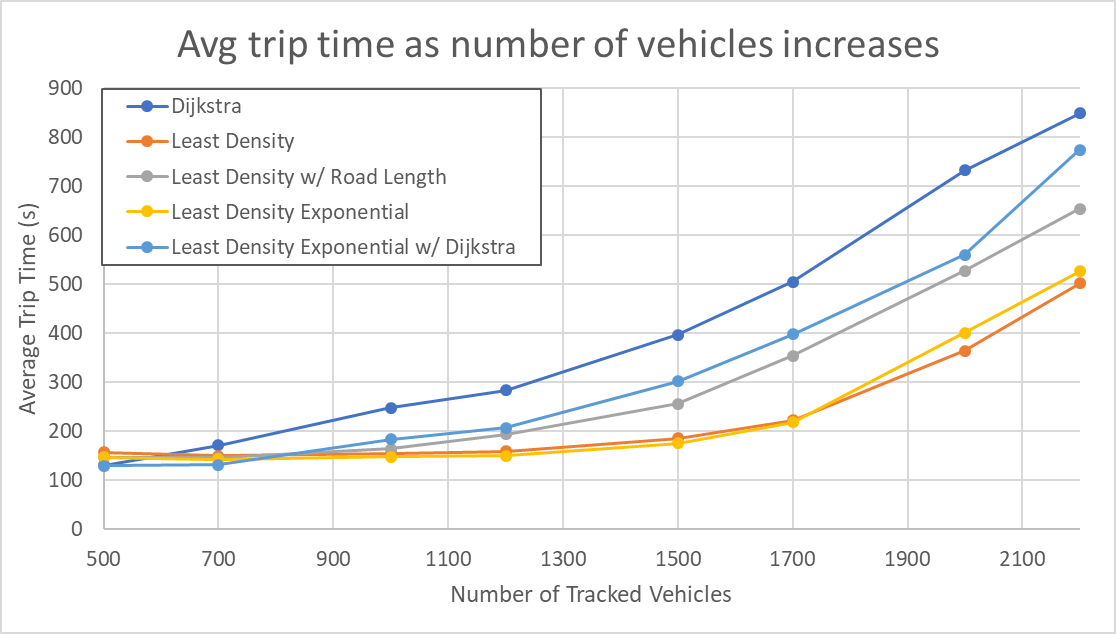 Avg trip time as number of vehicles increases
900
800
700
600
500
400
300
200
100
0
Average Trip Time (s)
Dijkstra
Least Density
Least Density w/ Road Length
Least Density Exponential
Least Density Exponential w/ Dijkstra
500 700 900 1100 1300 1500 1700 1900 2100
Number of Tracked Vehicles